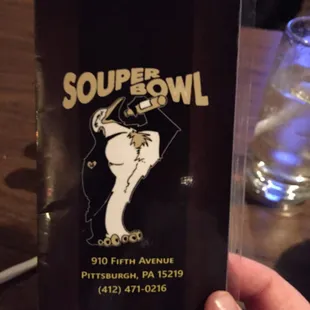 SOUPER
BOWL
910 FIFTH AVENUE
PITTSBURGH, PA 15219
(412) 471-0216